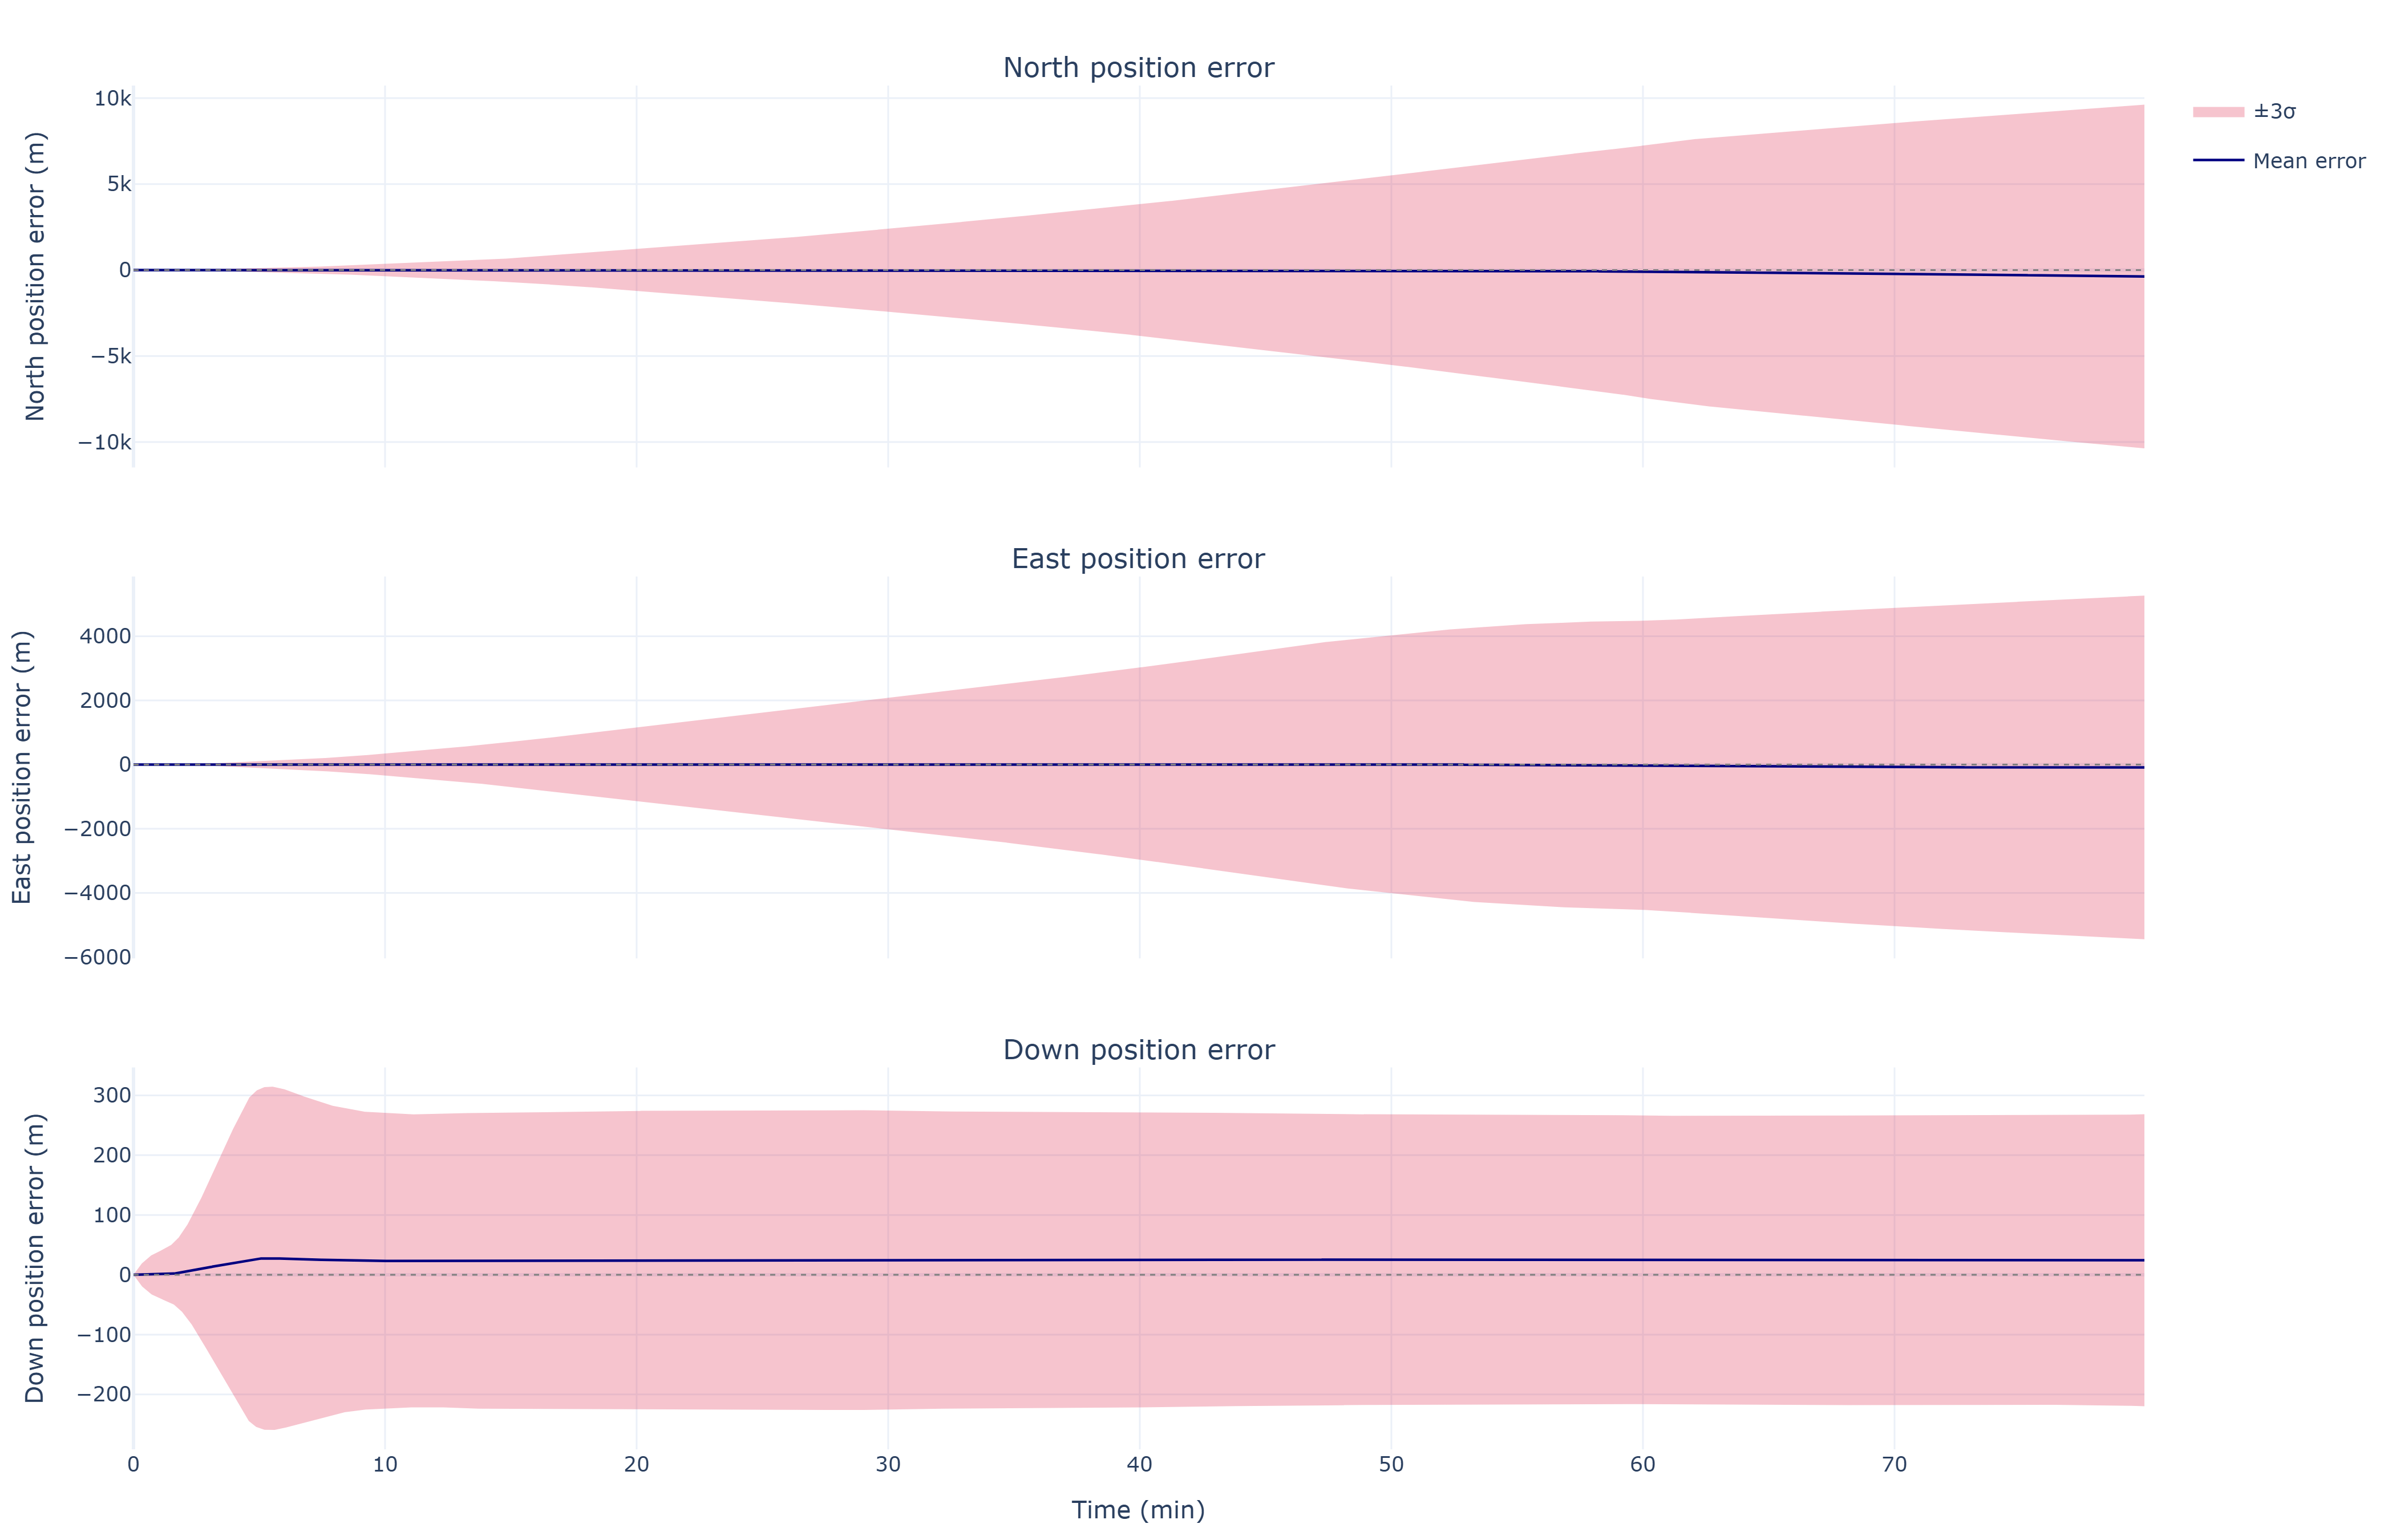 North position error
North position error (m)
10k
5k
0
−5k
−10k
±3σ
Mean error
East position error
East position error (m)
4000
2000
0
−2000
−4000
−6000
Down position error
Down position error (m)
300
200
100
0
−100
−200
0 10 20 30 40 50 60 70
Time (min)